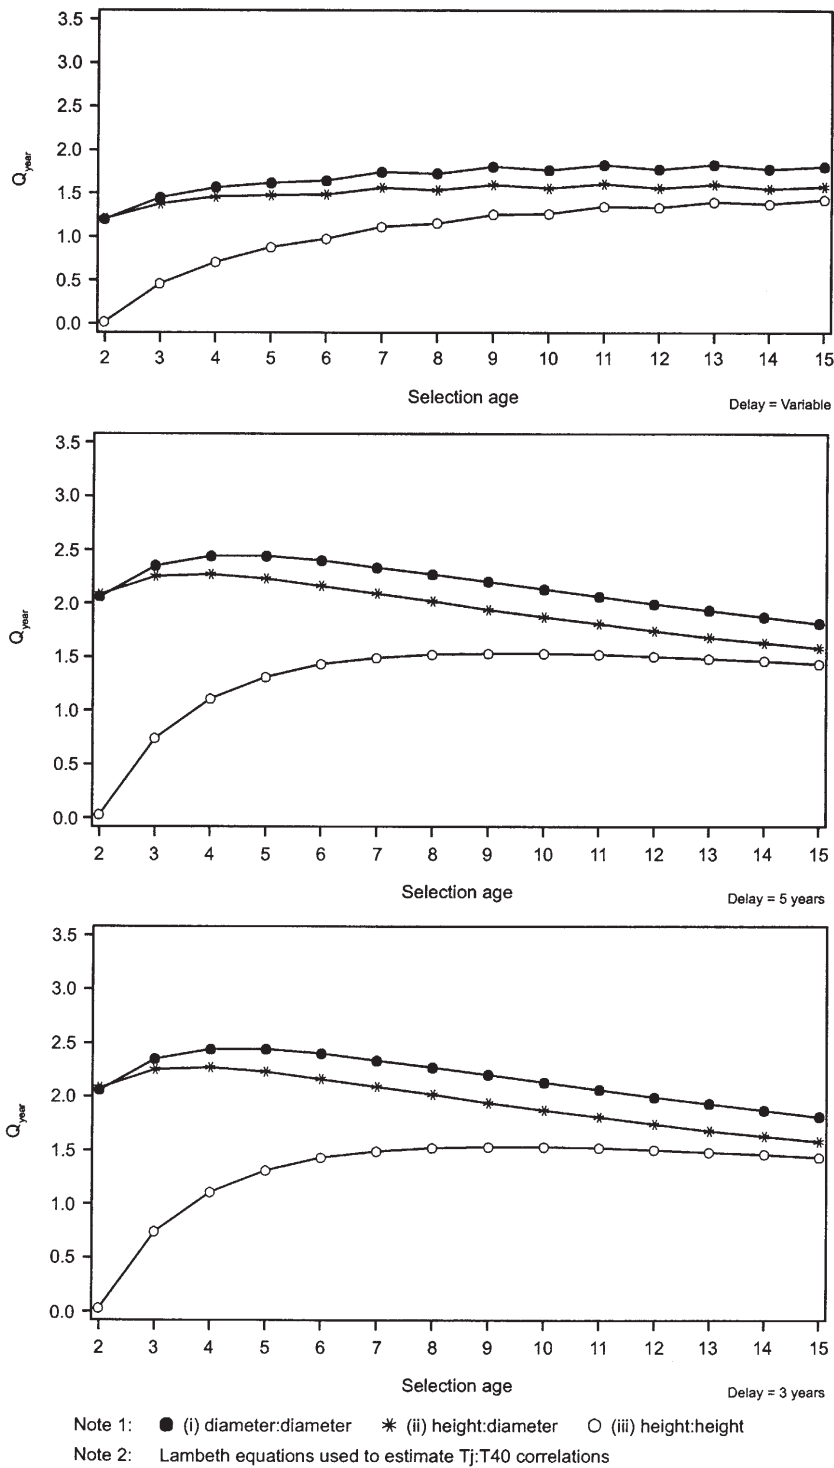 3.5
3.0
2.5
2.0
1.5
1.0
0.5
0.0
Qyear
2 3 4 5 6 7 8 9 10 11 12 13 14 15
Selection age
Delay = Variable
3.5
3.0
2.5
2.0
1.5
1.0
0.5
0.0
Qyear
2 3 4 5 6 7 8 9 10 11 12 13 14 15
Selection age
Delay = 5 years
3.5
3.0
2.5
2.0
1.5
1.0
0.5
0.0
Qyear
2 3 4 5 6 7 8 9 10 11 12 13 14 15
Selection age
Delay = 3 years
Note 1: (i) diameter:diameter (ii) height:diameter (iii) height:height
Note 2: Lambeth equations used to estimate Tj:T40 correlations